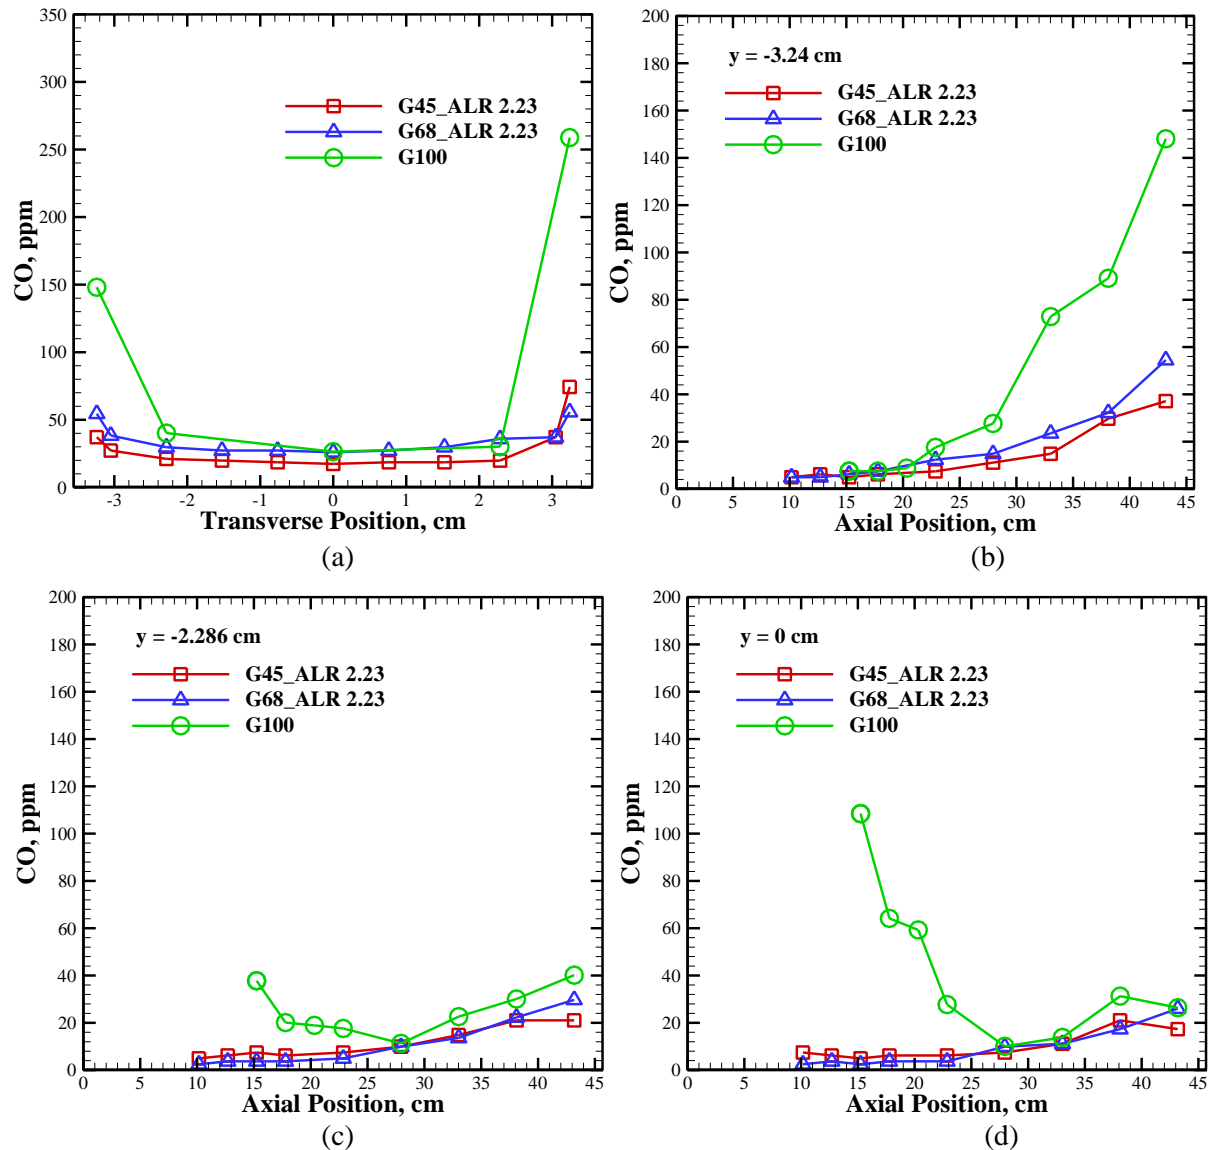 350
300
250
200
150
100
50
0
CO, ppm
G45_ALR 2.23
G68_ALR 2.23
G100
-3 -2 -1 0 1 2 3
Transverse Position, cm
(a)
200
180
160
140
120
100
80
60
40
20
0
CO, ppm
y = -3.24 cm
G45_ALR 2.23
G68_ALR 2.23
G100
0 5 10 15 20 25 30 35 40 45
Axial Position, cm
(b)
200
180
160
140
120
100
80
60
40
20
0
CO, ppm
y = -2.286 cm
G45_ALR 2.23
G68_ALR 2.23
G100
0 5 10 15 20 25 30 35 40 45
Axial Position, cm
(c)
200
180
160
140
120
100
80
60
40
20
0
CO, ppm
y = 0 cm
G45_ALR 2.23
G68_ALR 2.23
G100
0 5 10 15 20 25 30 35 40 45
Axial Position, cm
(d)